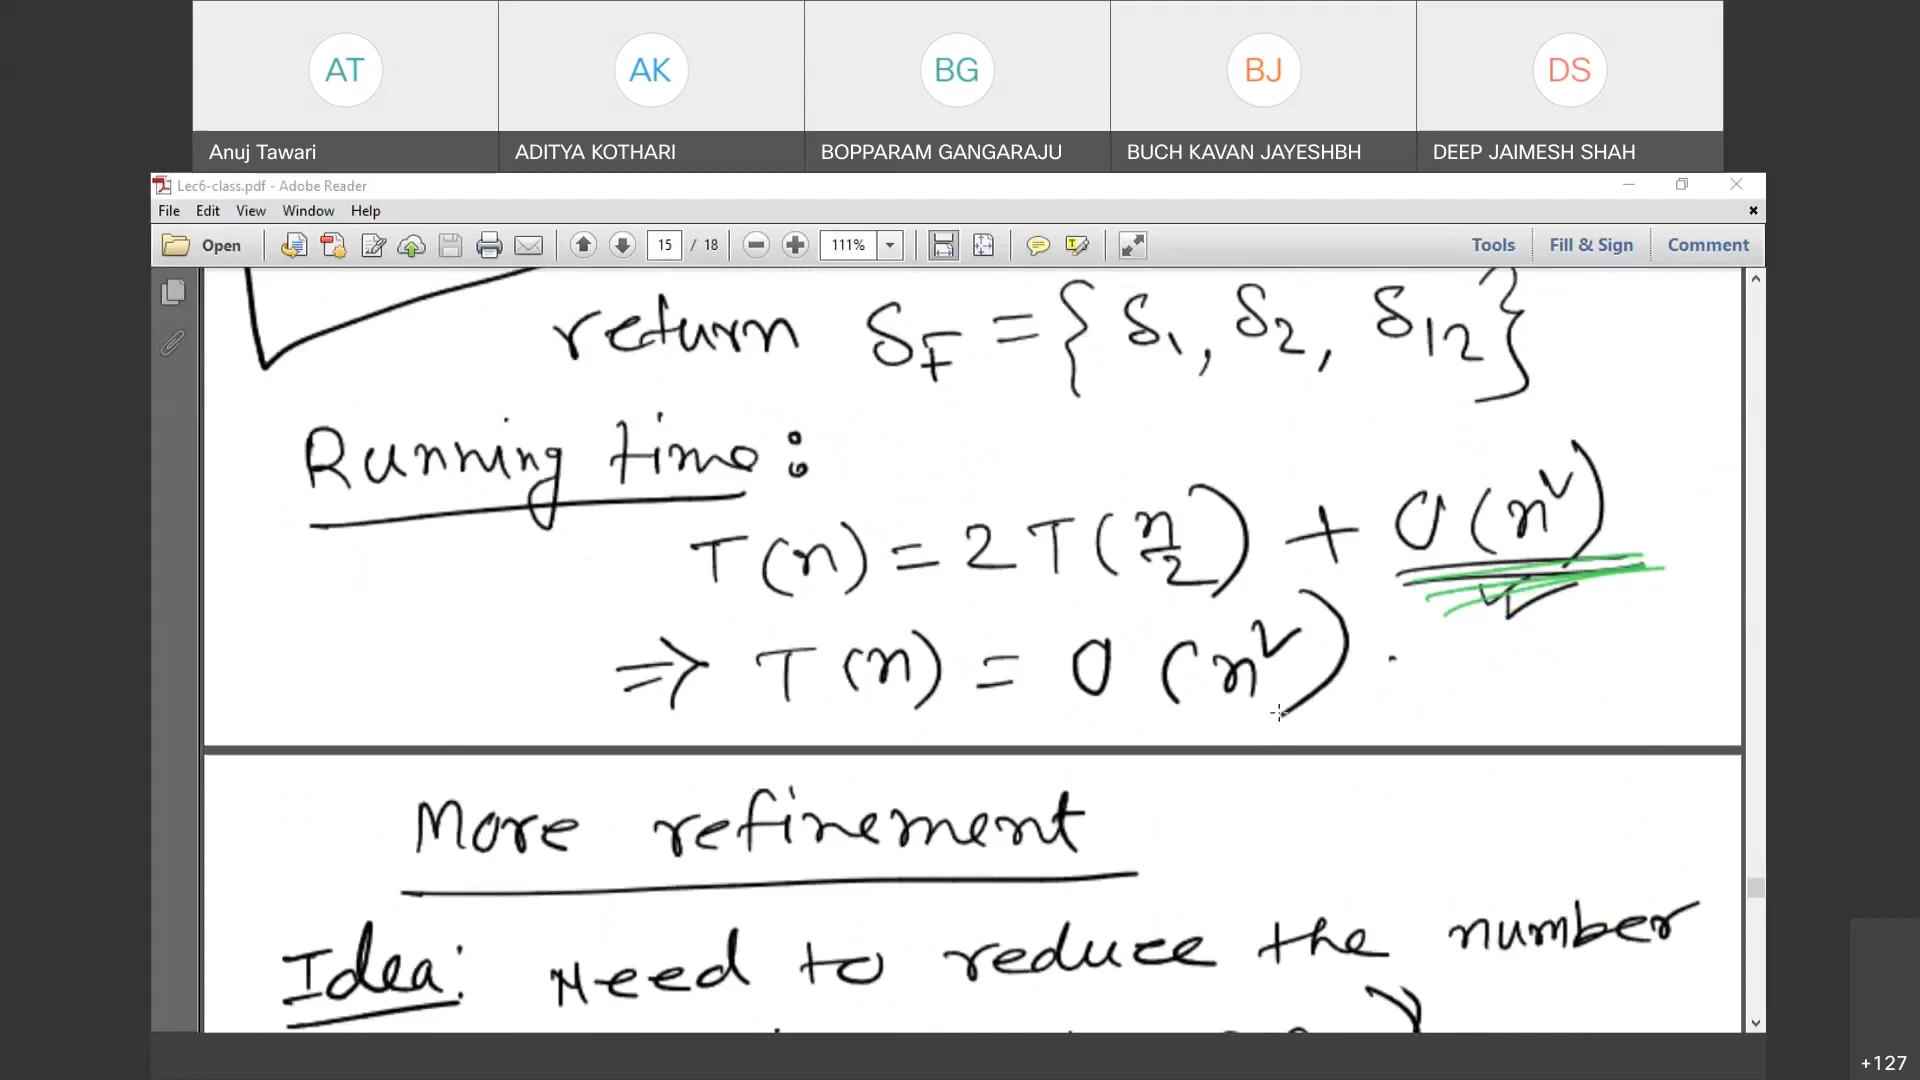 AT AK BG BJ DS
Anuj Tawari ADITYA KOTHARI BOPPARAM GANGARAJU BUCH KAVAN JAYESHBH DEEP JAIMESH SHAH
Lec6-class.pdf - Adobe Reader
File Edit View Window Help
Open 15 / 18 111% Tools Fill & Sign Comment
return δF = { δ1, δ2, δ12 }
Running time:
T(n) = 2T(n/2) + O(n²)
⇒ T(n) = O(n²).
More refinement
Idea: Need to reduce the number
+127